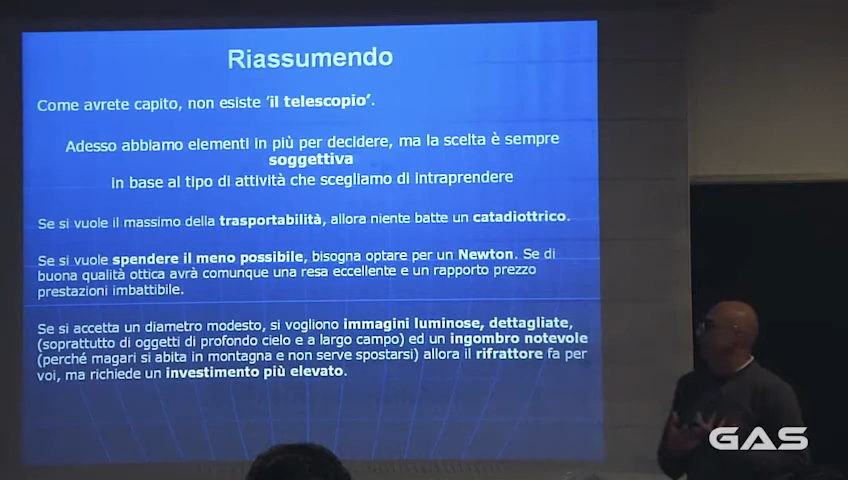 Riassumendo
Come avrete capito, non esiste 'il telescopio'.
Adesso abbiamo elementi in più per decidere, ma la scelta è sempre
soggettiva
in base al tipo di attività che scegliamo di intraprendere
Se si vuole il massimo della trasportabilità, allora niente batte un catadiottrico.
Se si vuole spendere il meno possibile, bisogna optare per un Newton. Se di
buona qualità ottica avrà comunque una resa eccellente e un rapporto prezzo
prestazioni imbattibile.
Se si accetta un diametro modesto, si vogliono immagini luminose, dettagliate,
(soprattutto di oggetti di profondo cielo e a largo campo) ed un ingombro notevole
(perché magari si abita in montagna e non serve spostarsi) allora il rifrattore fa per
voi, ma richiede un investimento più elevato.
GAS